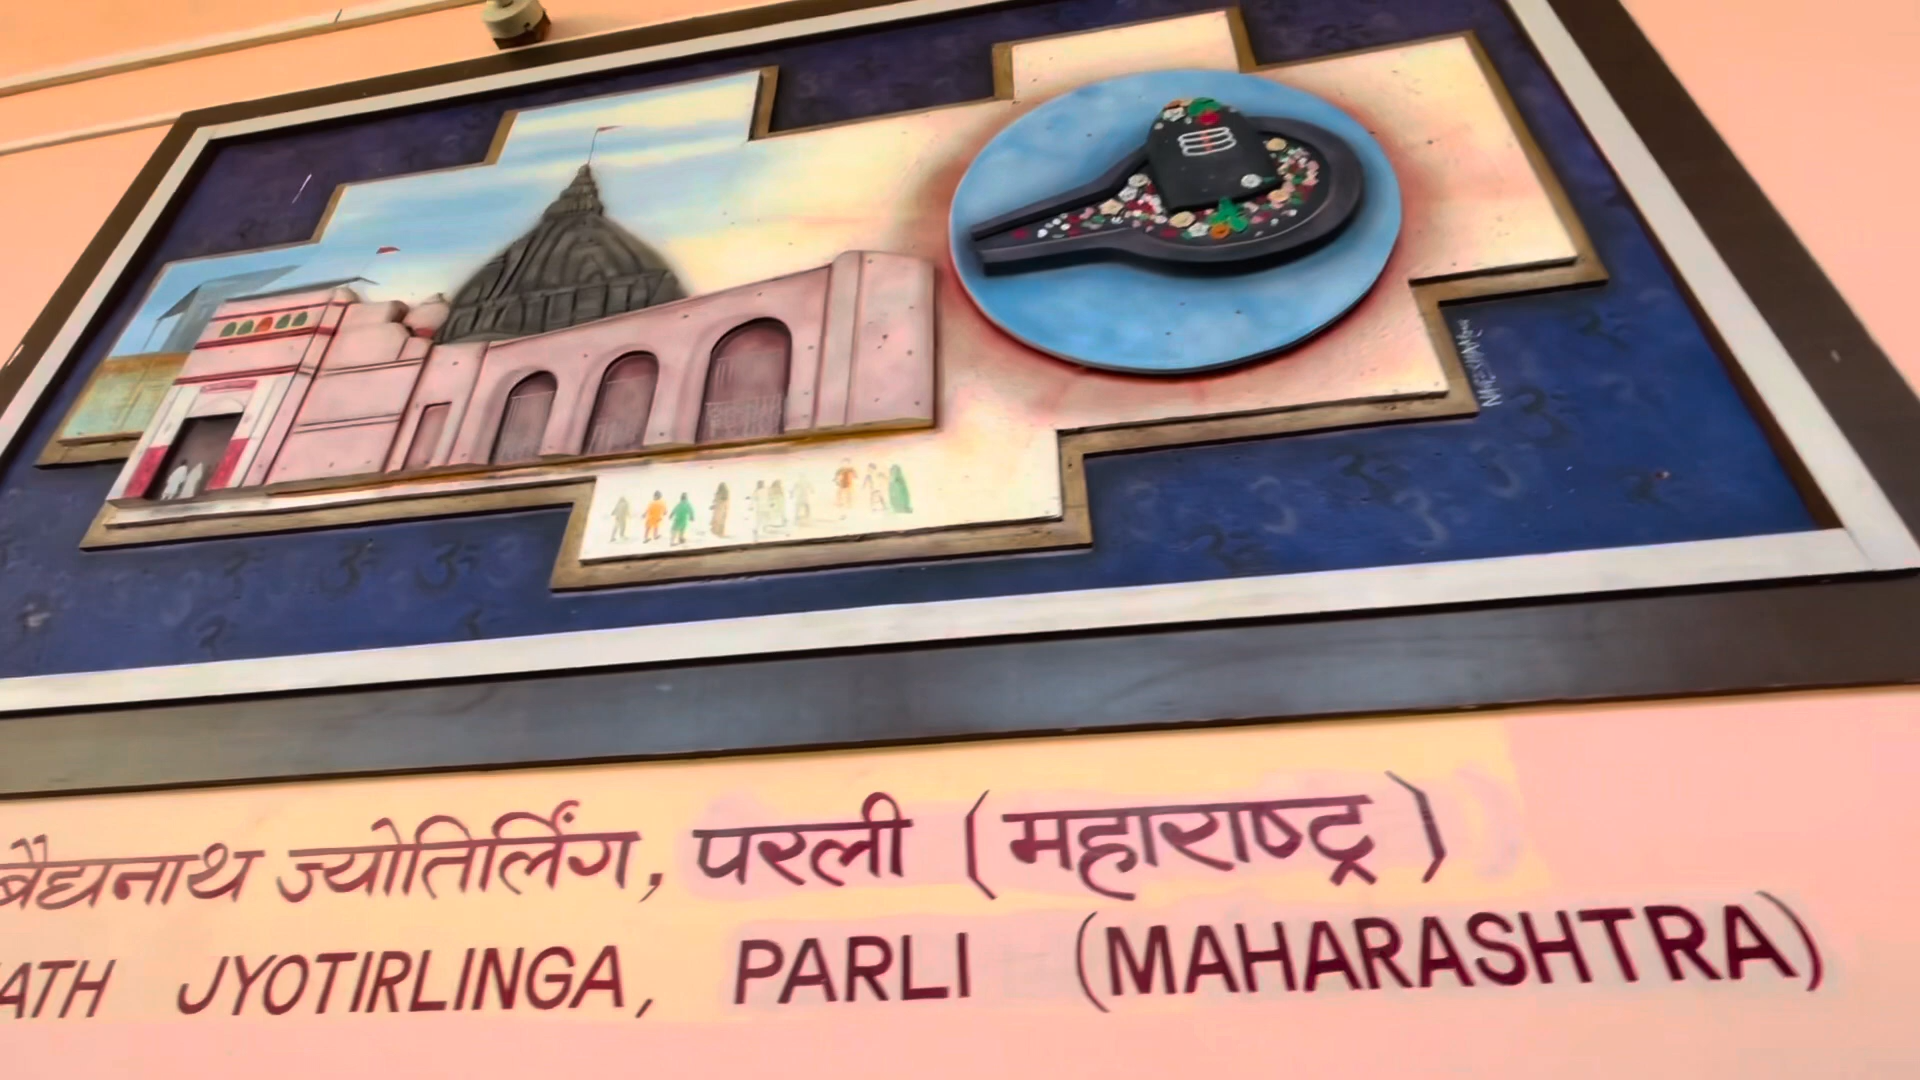 बैद्यनाथ ज्योतिर्लिंग, परली (महाराष्ट्र)
ATH JYOTIRLINGA, PARLI (MAHARASHTRA)